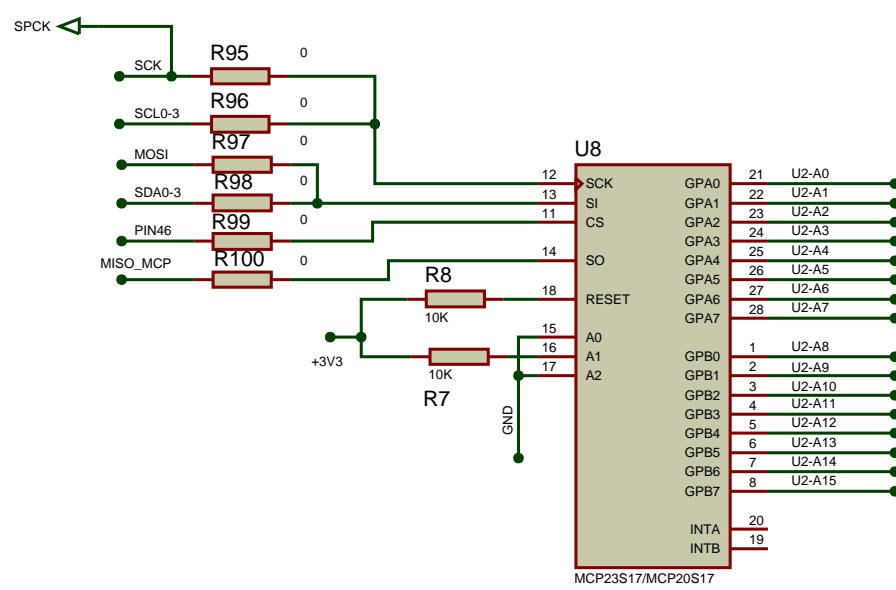 SPCK
SCK
R95
0
SCL0-3
R96
0
MOSI
R97
0
SDA0-3
R98
0
PIN46
R99
0
MISO_MCP
R100
0
U8
12 SCK
13 SI
11 CS
14 SO
18 RESET
15 A0
16 A1
17 A2
R8
10K
+3V3
10K
R7
GND
GPA0 21 U2-A0
GPA1 22 U2-A1
GPA2 23 U2-A2
GPA3 24 U2-A3
GPA4 25 U2-A4
GPA5 26 U2-A5
GPA6 27 U2-A6
GPA7 28 U2-A7
GPB0 1 U2-A8
GPB1 2 U2-A9
GPB2 3 U2-A10
GPB3 4 U2-A11
GPB4 5 U2-A12
GPB5 6 U2-A13
GPB6 7 U2-A14
GPB7 8 U2-A15
INTA 20
INTB 19
MCP23S17/MCP20S17